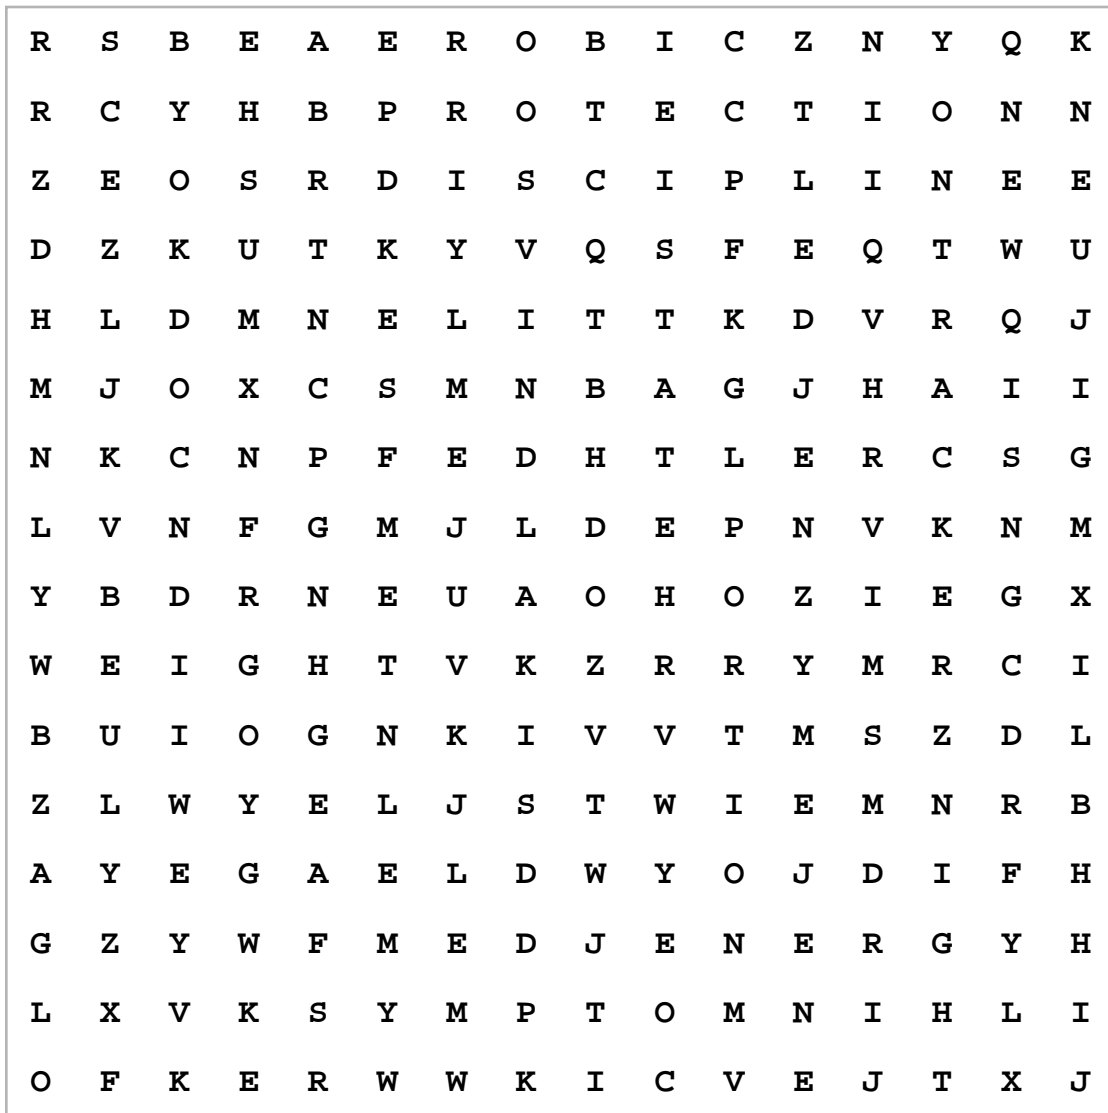 R S B E A E R O B I C Z N Y Q K
R C Y H B P R O T E C T I O N N
Z E O S R D I S C I P L I N E E
D Z K U T K Y V Q S F E Q T W U
H L D M N E L I T T K D V R Q J
M J O X C S M N B A G J H A I I
N K C N P F E D H T L E R C S G
L V N F G M J L D E P N V K N M
Y B D R N E U A O H O Z I E G X
W E I G H T V K Z R R Y M R C I
B U I O G N K I V V T M S Z D L
Z L W Y E L J S T W I E M N R B
A Y E G A E L D W Y O J D I F H
G Z Y W F M E D J E N E R G Y H
L X V K S Y M P T O M N I H L I
O F K E R W W K I C V E J T X J